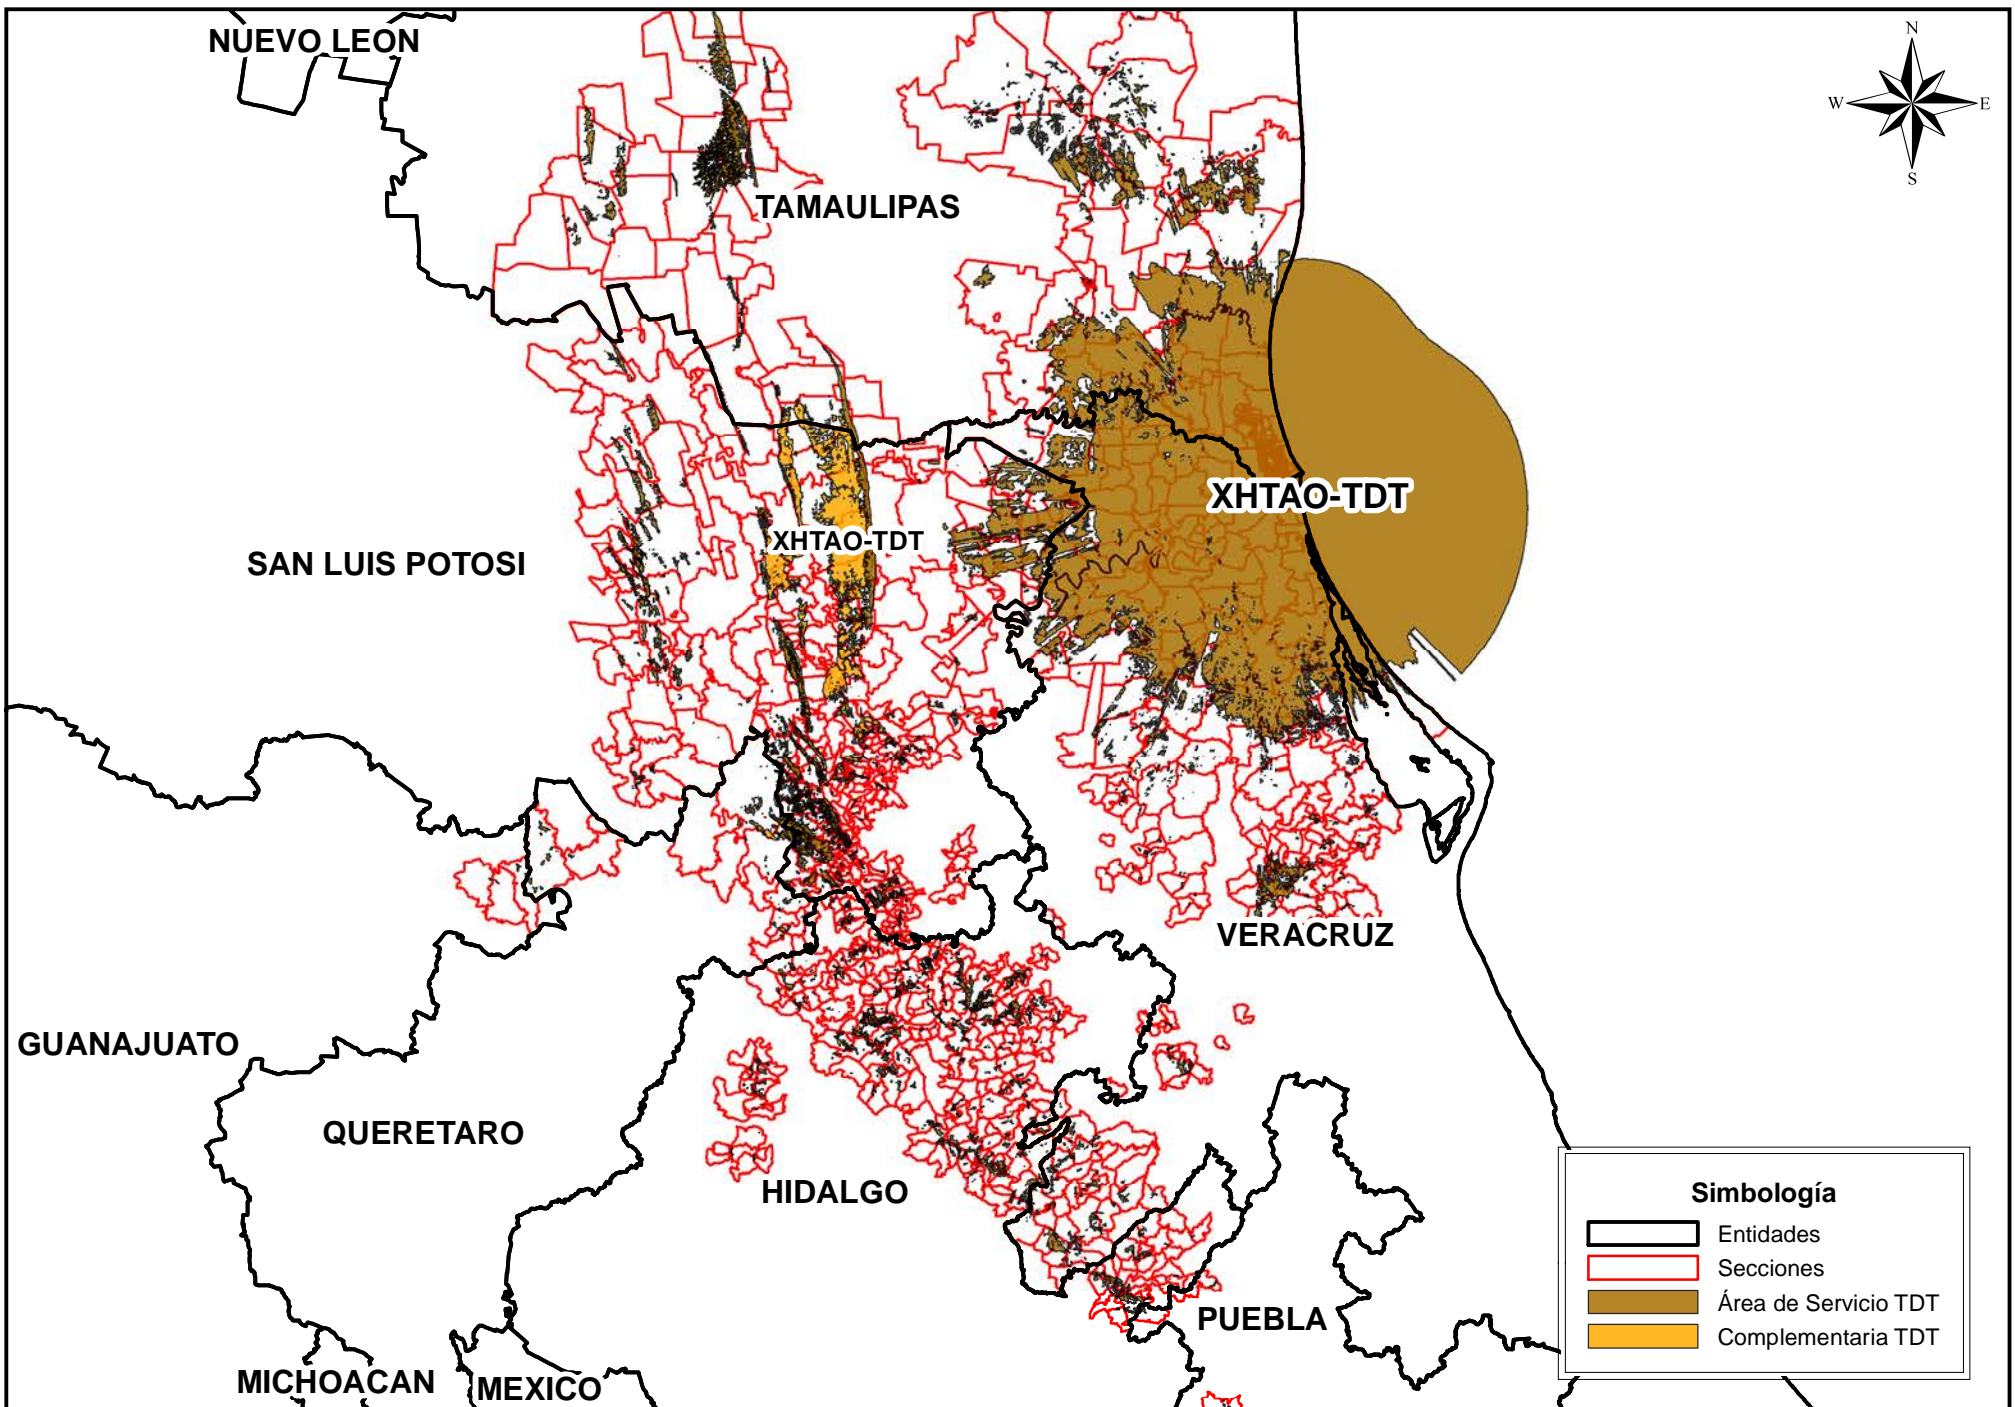 NUEVO LEON
N
W
E
S
TAMAULIPAS
XHTAO-TDT
XHTAO-TDT
SAN LUIS POTOSI
VERACRUZ
GUANAJUATO
QUERETARO
HIDALGO
PUEBLA
MICHOACAN
MEXICO
Simbología
Entidades
Secciones
Área de Servicio TDT
Complementaria TDT